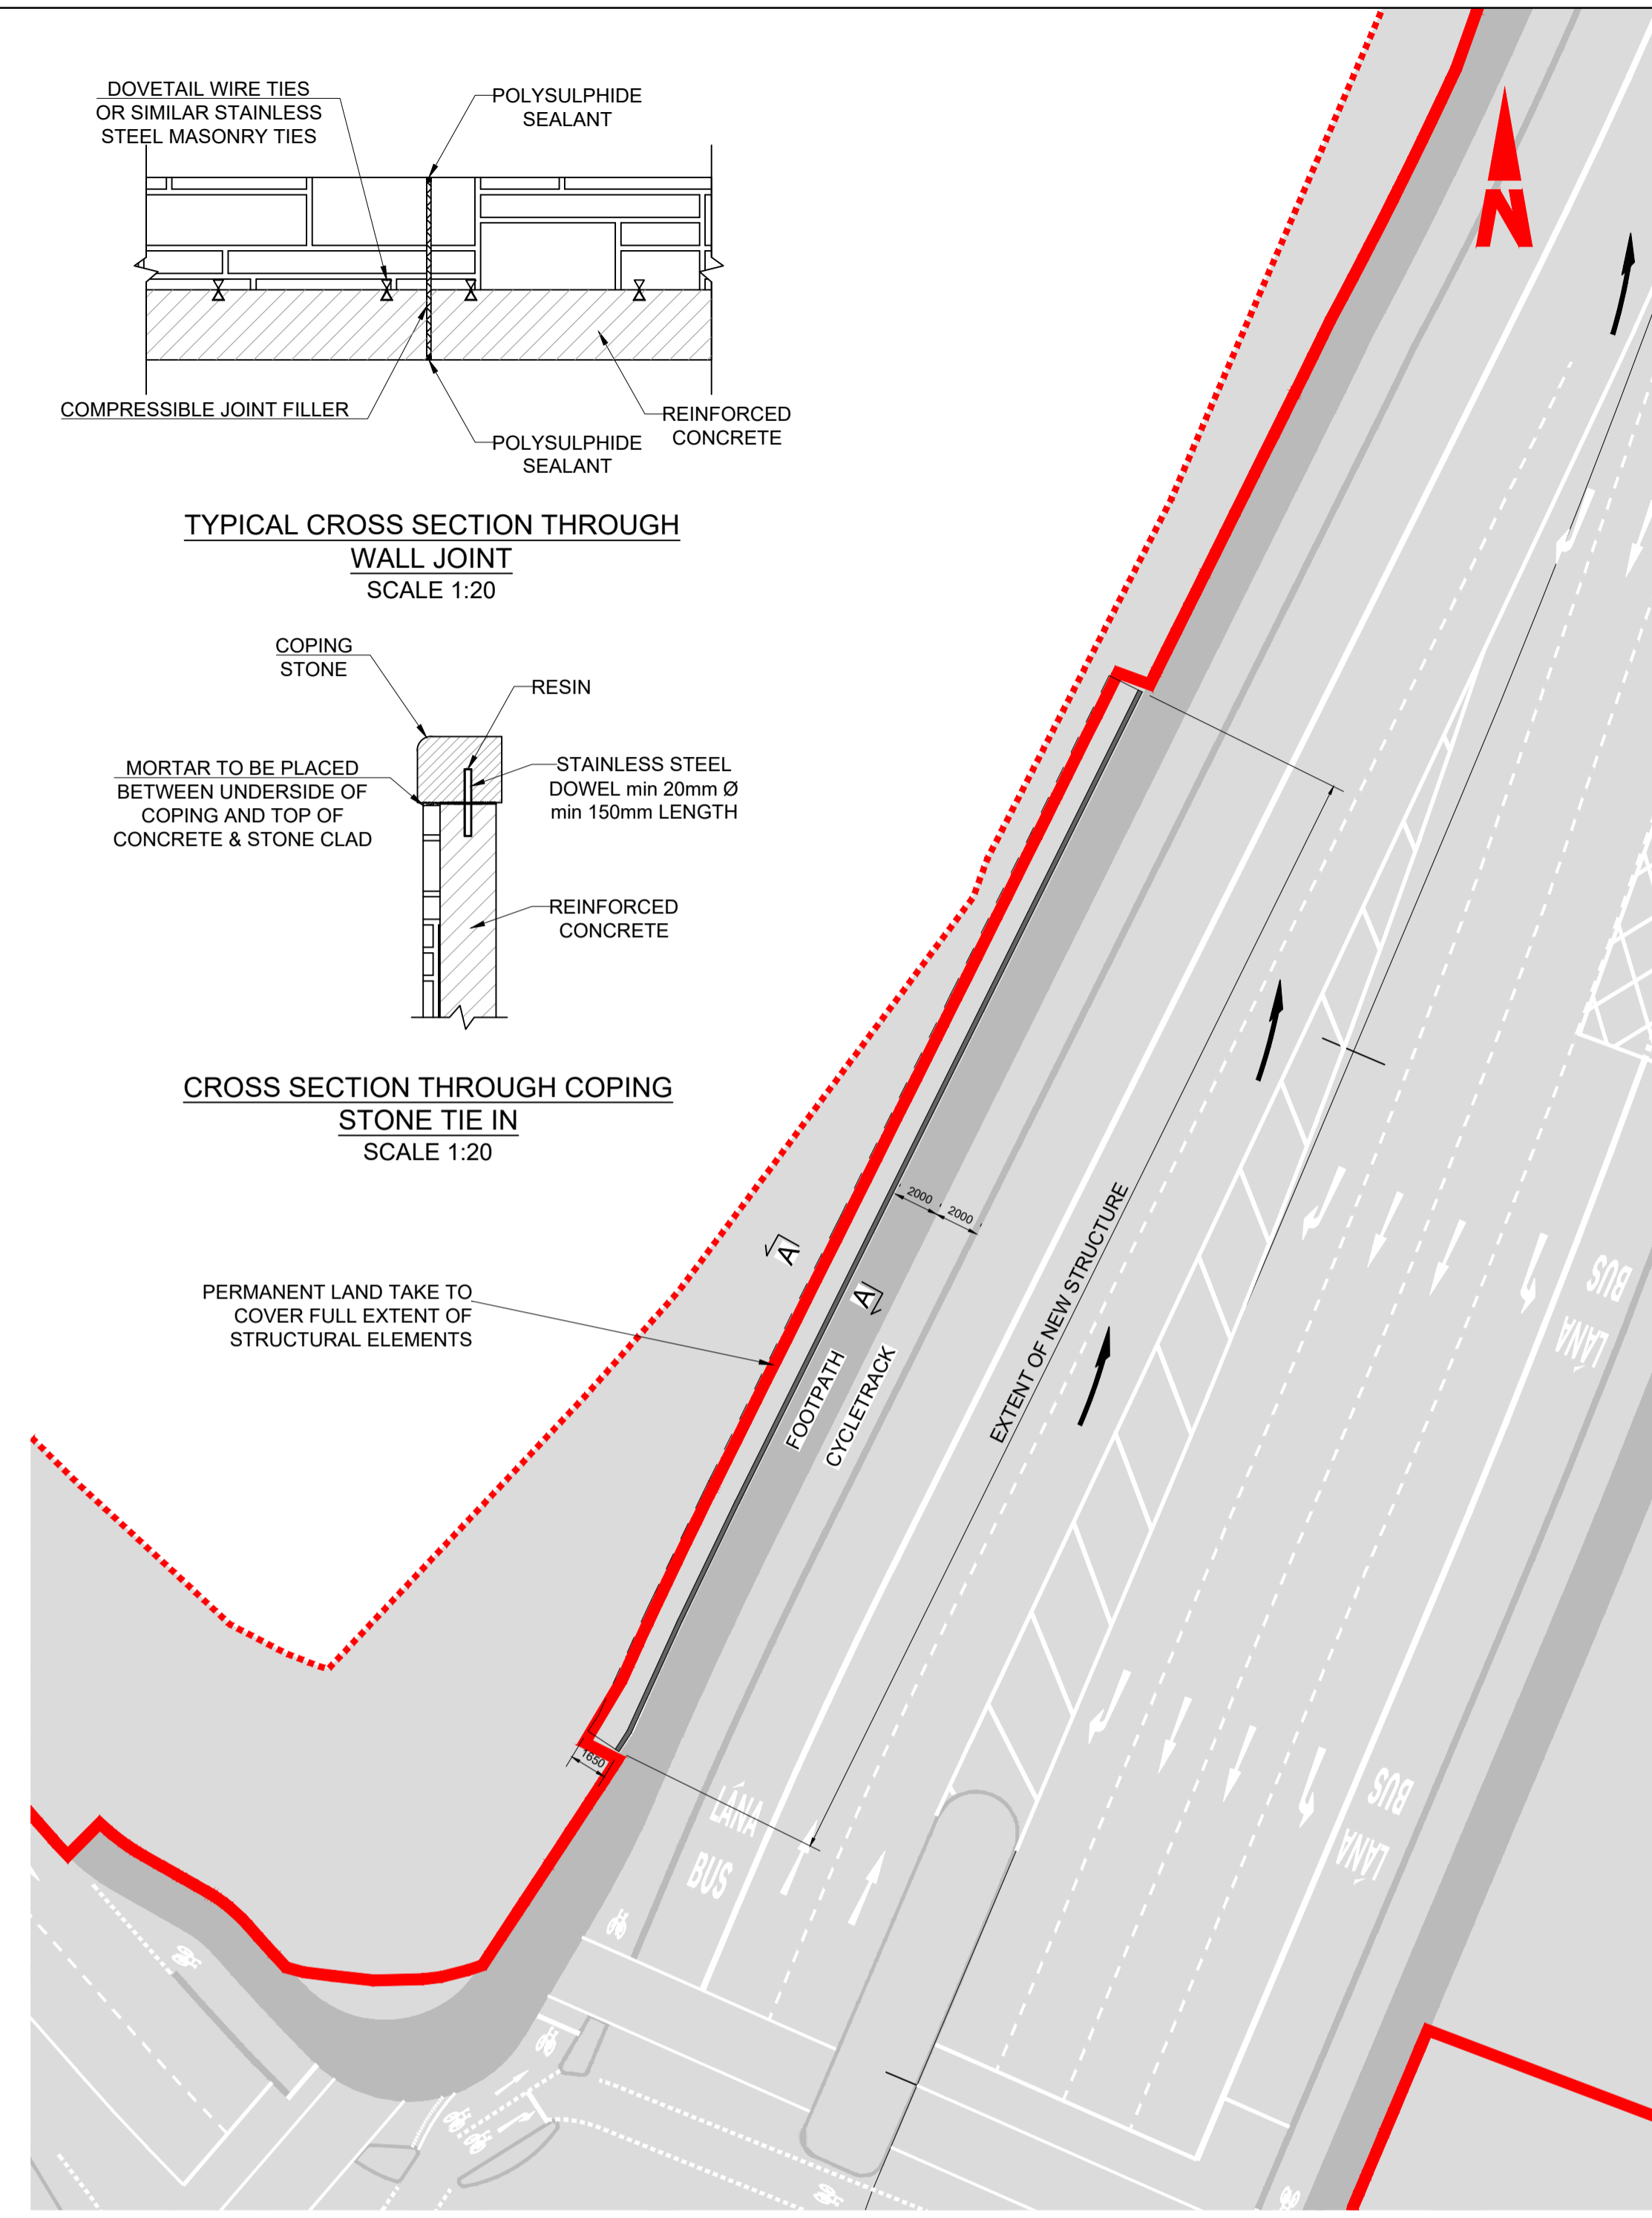 DOVETAIL WIRE TIES
OR SIMILAR STAINLESS
STEEL MASONRY TIES
POLYSULPHIDE
SEALANT
COMPRESSIBLE JOINT FILLER
REINFORCED
CONCRETE
POLYSULPHIDE
SEALANT
TYPICAL CROSS SECTION THROUGH
WALL JOINT
SCALE 1:20
COPING
STONE
RESIN
MORTAR TO BE PLACED
BETWEEN UNDERSIDE OF
COPING AND TOP OF
CONCRETE & STONE CLAD
STAINLESS STEEL
DOWEL min 20mm Ø
min 150mm LENGTH
REINFORCED
CONCRETE
CROSS SECTION THROUGH COPING
STONE TIE IN
SCALE 1:20
PERMANENT LAND TAKE TO
COVER FULL EXTENT OF
STRUCTURAL ELEMENTS
N
2000
2000
A
A
FOOTPATH
CYCLETRACK
EXTENT OF NEW STRUCTURE
1650
LÁNA
BUS
BUS
LÁNA
BUS
LÁNA